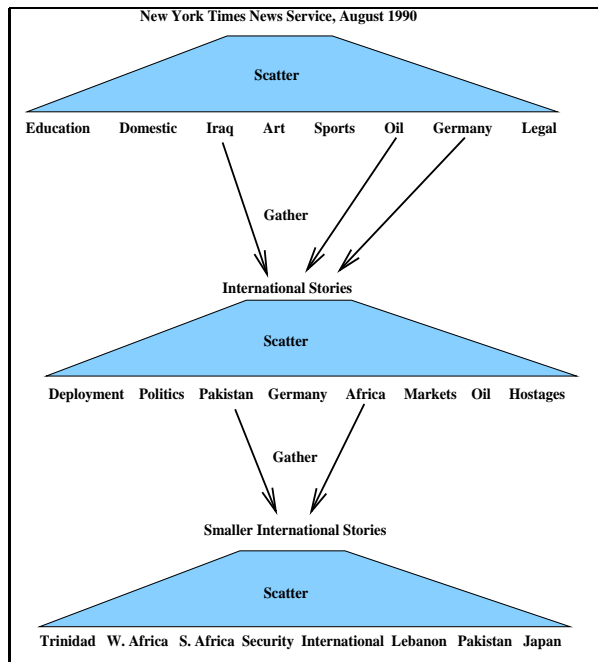 New York Times News Service, August 1990
Scatter
Education Domestic Iraq Art Sports Oil Germany Legal
Gather
International Stories
Scatter
Deployment Politics Pakistan Germany Africa Markets Oil Hostages
Gather
Smaller International Stories
Scatter
Trinidad W. Africa S. Africa Security International Lebanon Pakistan Japan